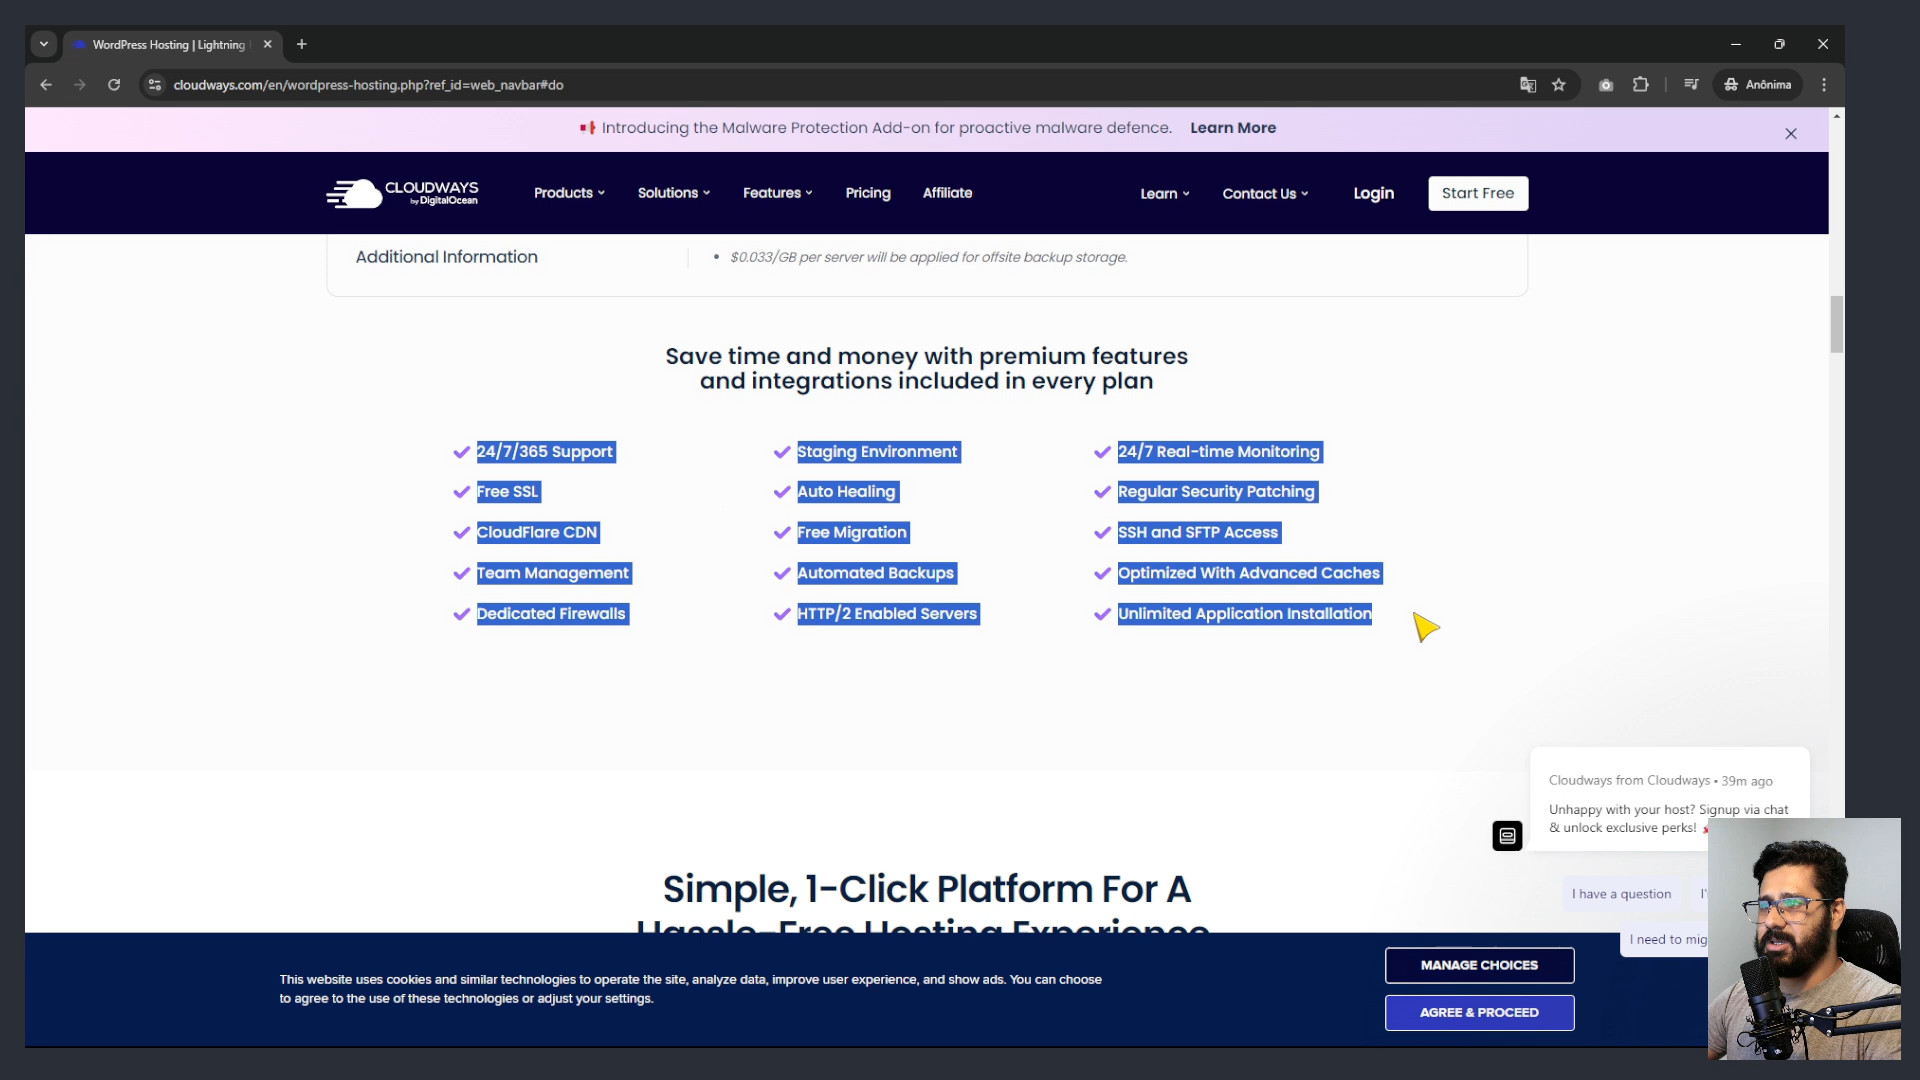 WordPress Hosting | Lightning
cloudways.com/en/wordpress-hosting.php?ref_id=web_navbar#do
Anônima
Introducing the Malware Protection Add-on for proactive malware defence. Learn More
CLOUDWAYS
by DigitalOcean
Products
Solutions
Features
Pricing
Affiliate
Learn
Contact Us
Login
Start Free
Additional Information
• $0.033/GB per server will be applied for offsite backup storage.
Save time and money with premium features
and integrations included in every plan
24/7/365 Support
Staging Environment
24/7 Real-time Monitoring
Free SSL
Auto Healing
Regular Security Patching
CloudFlare CDN
Free Migration
SSH and SFTP Access
Team Management
Automated Backups
Optimized With Advanced Caches
Dedicated Firewalls
HTTP/2 Enabled Servers
Unlimited Application Installation
Cloudways from Cloudways • 39m ago
Unhappy with your host? Signup via chat
& unlock exclusive perks!
I have a question
I need to mig
Simple, 1-Click Platform For A
Hassle-Free Hosting Experience
This website uses cookies and similar technologies to operate the site, analyze data, improve user experience, and show ads. You can choose
to agree to the use of these technologies or adjust your settings.
MANAGE CHOICES
AGREE & PROCEED